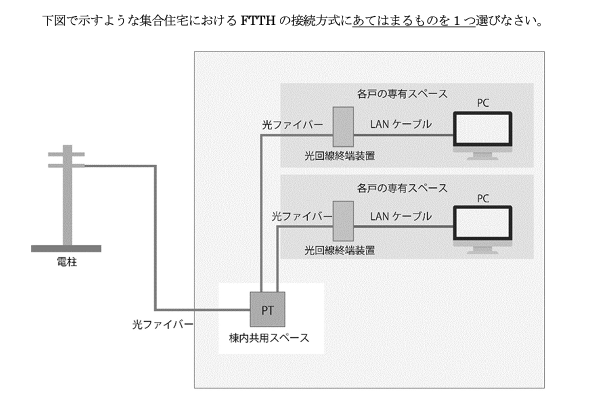 下図で示すような集合住宅における FTTH の接続方式にあてはまるものを１つ選びなさい。
各戸の専有スペース
PC
光ファイバー
LAN ケーブル
光回線終端装置
各戸の専有スペース
PC
光ファイバー
LAN ケーブル
光回線終端装置
電柱
PT
光ファイバー
棟内共用スペース